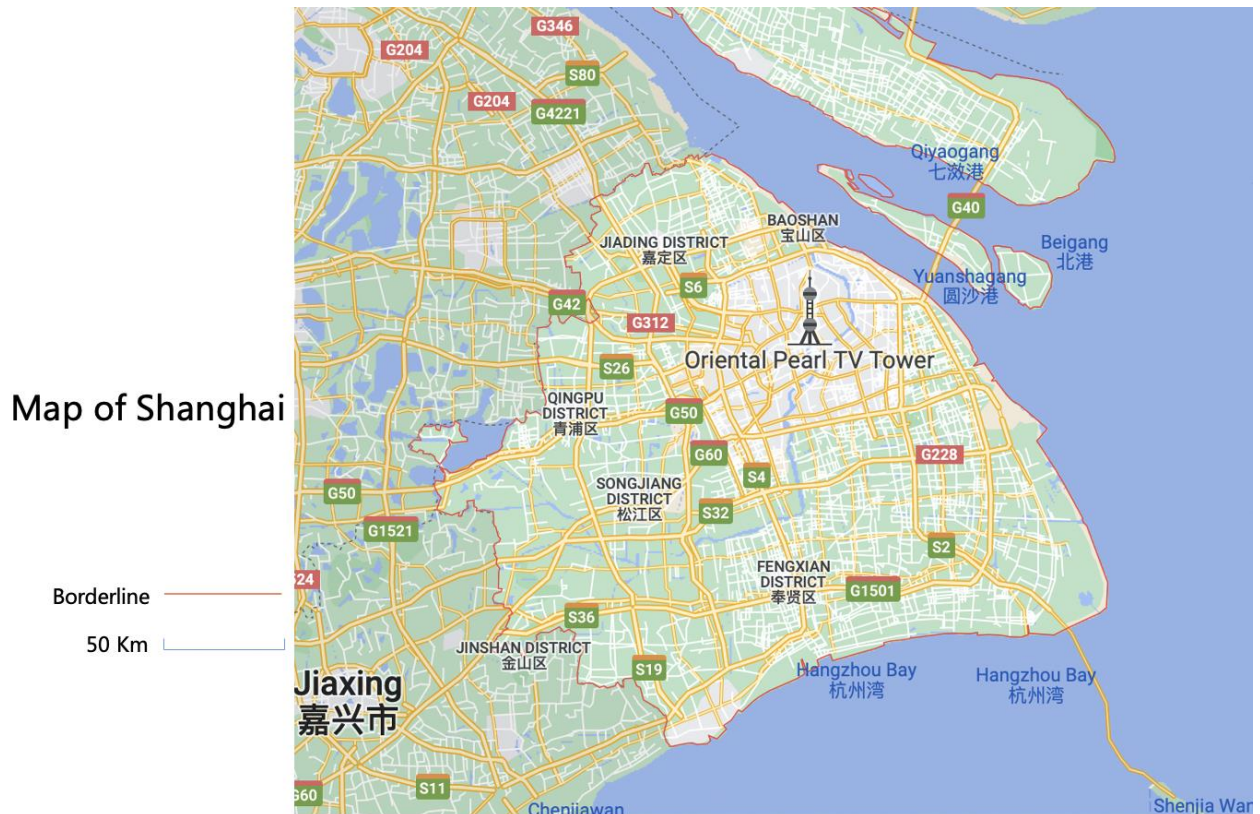 G346
G204
S80
G204
G4221
Qiyaogang
七滧港
G40
BAOSHAN
宝山区
JIADING DISTRICT
嘉定区
Beigang
北港
S6
Yuanshagang
圆沙港
G42
G312
Oriental Pearl TV Tower
S26
Map of Shanghai
QINGPU
DISTRICT
青浦区
G50
G60
G228
S4
SONGJIANG
DISTRICT
松江区
G50
S32
G1521
S2
FENGXIAN
DISTRICT
奉贤区
524
G1501
Borderline
S36
50 Km
JINSHAN DISTRICT
金山区
S19
Hangzhou Bay
杭州湾
Hangzhou Bay
杭州湾
Jiaxing
嘉兴市
S11
G60
Chenjiawan
Shenjia Wan